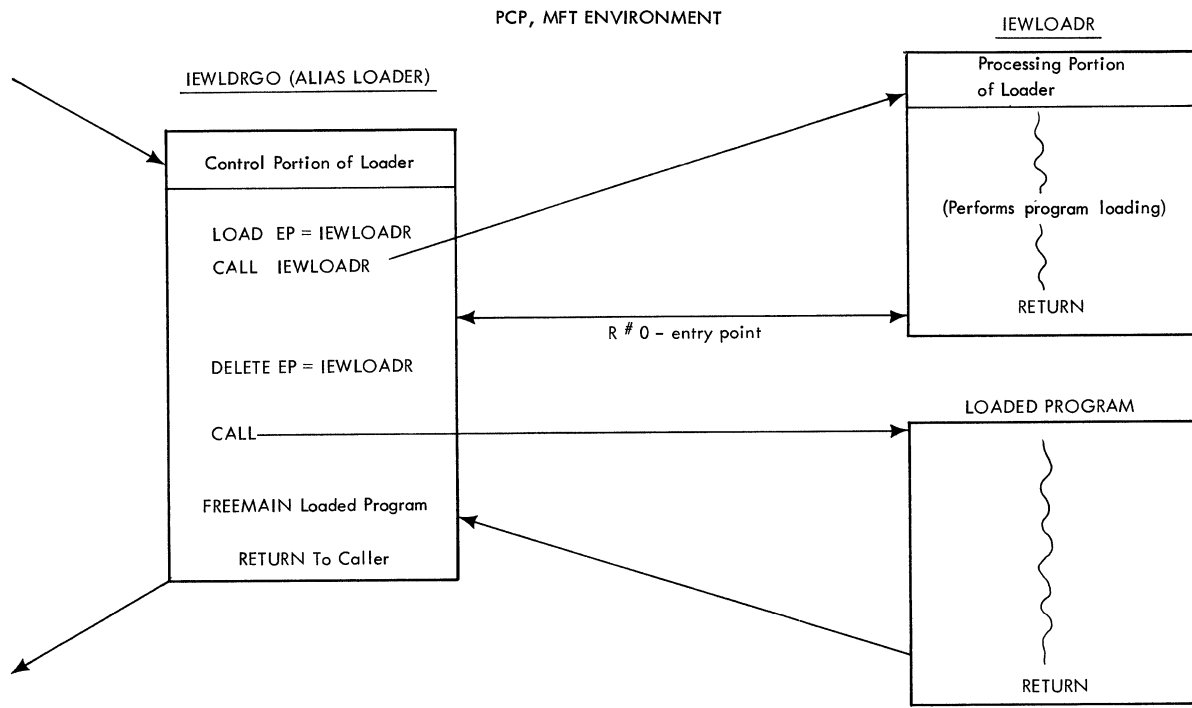 PCP, MFT ENVIRONMENT
IEWLDRGO (ALIAS LOADER)
Control Portion of Loader
LOAD EP = IEWLOADR
CALL IEWLOADR
DELETE EP = IEWLOADR
CALL
FREEMAIN Loaded Program
RETURN To Caller
R # 0 - entry point
IEWLOADR
Processing Portion
of Loader
(Performs program loading)
RETURN
LOADED PROGRAM
RETURN